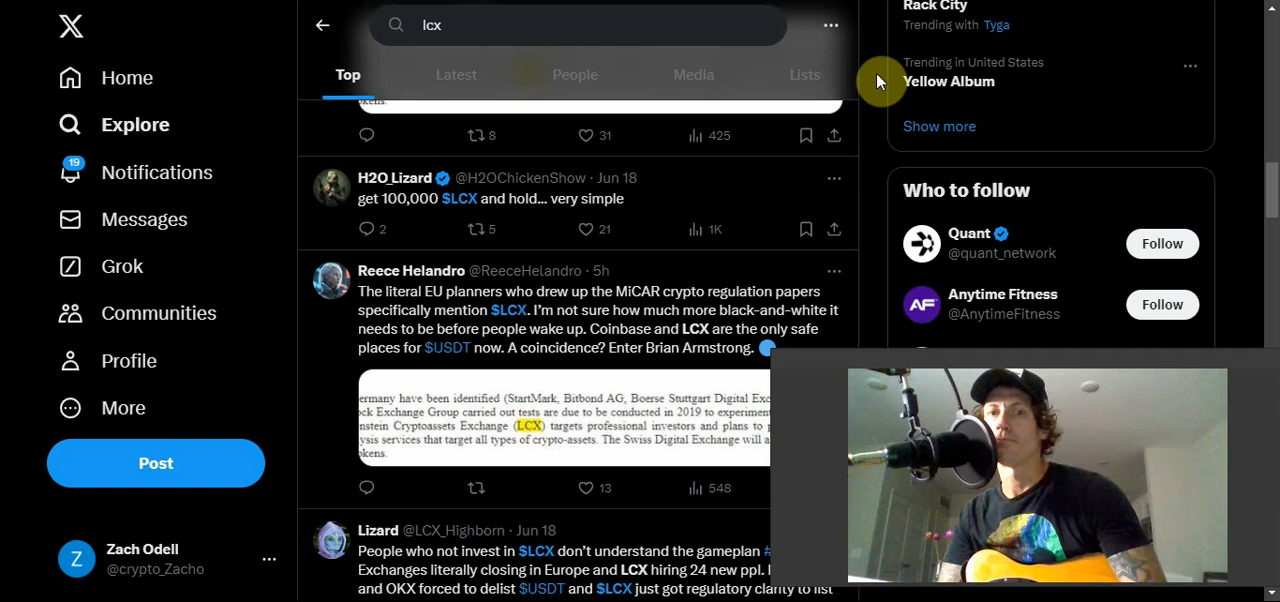 Home
Explore
19
Notifications
Messages
Grok
Communities
Profile
More
Post
Zach Odell
@crypto_Zacho
lcx
Top Latest People Media Lists
okens.
8 31 425
H2O_Lizard @H2OChickenShow · Jun 18
get 100,000 $LCX and hold... very simple
2 5 21 1K
Reece Helandro @ReeceHelandro · 5h
The literal EU planners who drew up the MiCAR crypto regulation papers
specifically mention $LCX. I'm not sure how much more black-and-white it
needs to be before people wake up. Coinbase and LCX are the only safe
places for $USDT now. A coincidence? Enter Brian Armstrong.
ermany have been identified (StartMark, Bitbond AG, Boerse Stuttgart Digital Exc
ock Exchange Group carried out tests are due to be conducted in 2019 to experiment
nstein Cryptoassets Exchange (LCX) targets professional investors and plans to p
ysis services that target all types of crypto-assets. The Swiss Digital Exchange will a
okens.
13 548
Lizard @LCX_Highborn · Jun 18
People who not invest in $LCX don't understand the gameplan #
Exchanges literally closing in Europe and LCX hiring 24 new ppl.
and OKX forced to delist $USDT and $LCX just got regulatory clarity to list
Rack City
Trending with Tyga
Trending in United States
Yellow Album
Show more
Who to follow
Quant
@quant_network
Follow
AF
Anytime Fitness
@AnytimeFitness
Follow